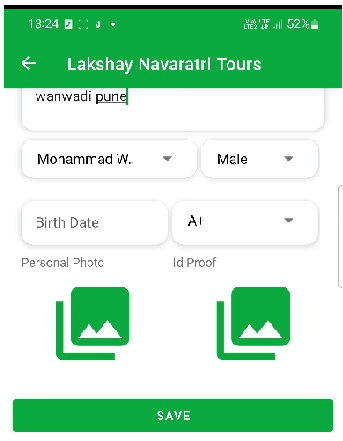 13:24 52%
Lakshay Navaratri Tours
wanwadi pune
Mohammad W..
Male
Birth Date
A+
Personal Photo
Id Proof
SAVE